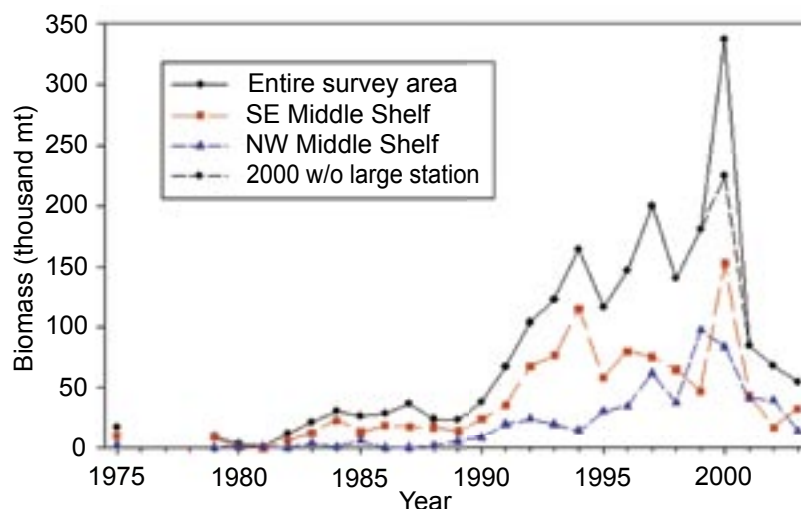 350
300
250
200
150
100
50
0
Biomass (thousand mt)
Entire survey area
SE Middle Shelf
NW Middle Shelf
2000 w/o large station
1975 1980 1985 1990 1995 2000
Year